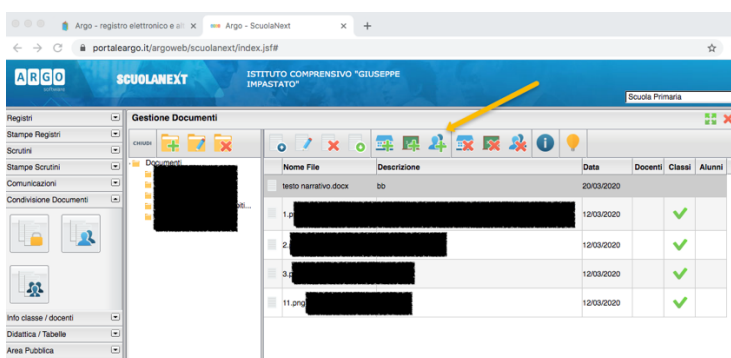 Argo - registro elettronico e al
Argo - ScuolaNext
portaleargo.it/argoweb/scuolanext/index.jsf#
ARGO
software
SCUOLANEXT
ISTITUTO COMPRENSIVO "GIUSEPPE
IMPASTATO"
Scuola Primaria
Registri
Stampe Registri
Scrutini
Stampe Scrutini
Comunicazioni
Condivisione Documenti
Info classe / docenti
Didattica / Tabelle
Area Pubblica
Gestione Documenti
CHIUDI
Documenti
Nome File Descrizione Data Docenti Classi Alunni
testo narrativo.docx bb 20/03/2020
1.p 12/03/2020
2. 12/03/2020
3.p 12/03/2020
11.png 12/03/2020